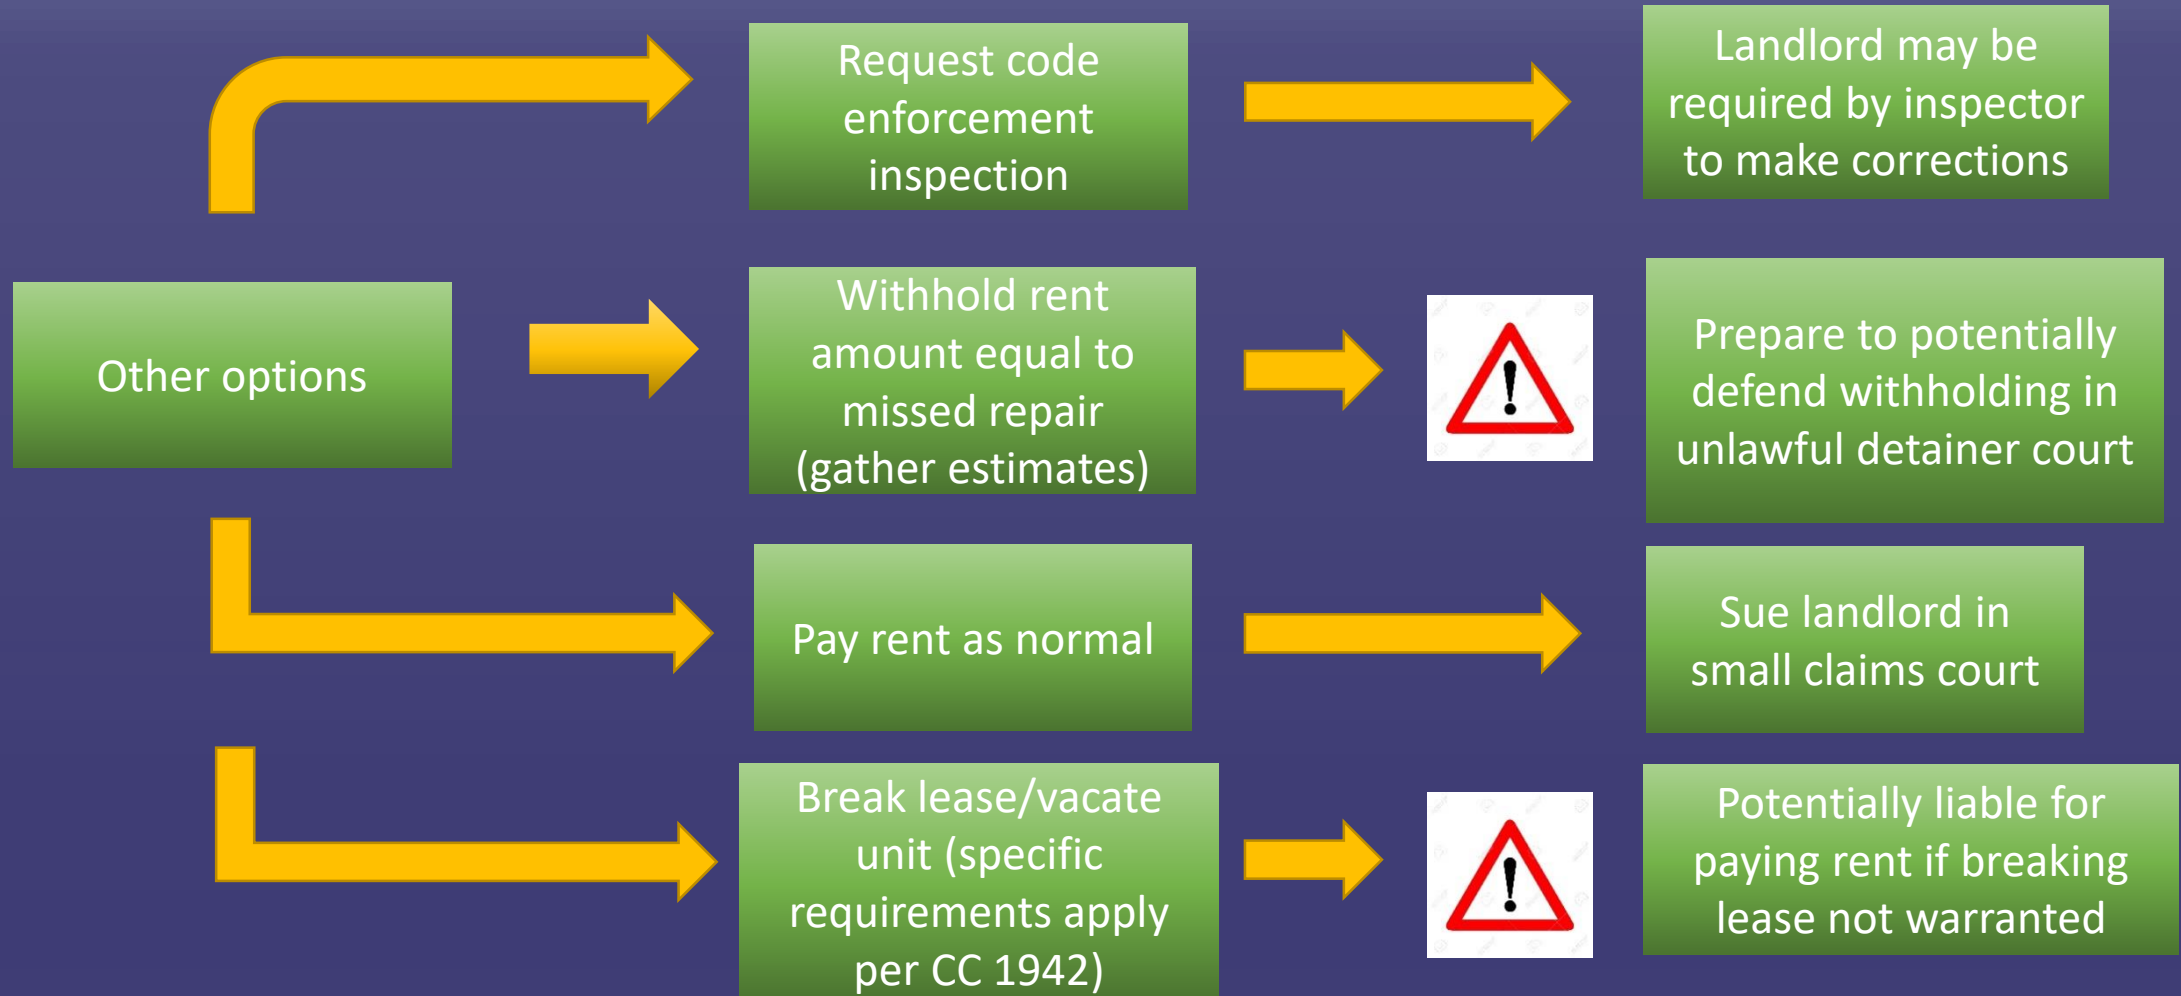 Request code
enforcement
inspection
Landlord may be
required by inspector
to make corrections
Other options
Withhold rent
amount equal to
missed repair
(gather estimates)
Prepare to potentially
defend withholding in
unlawful detainer court
Pay rent as normal
Sue landlord in
small claims court
Break lease/vacate
unit (specific
requirements apply
per CC 1942)
Potentially liable for
paying rent if breaking
lease not warranted